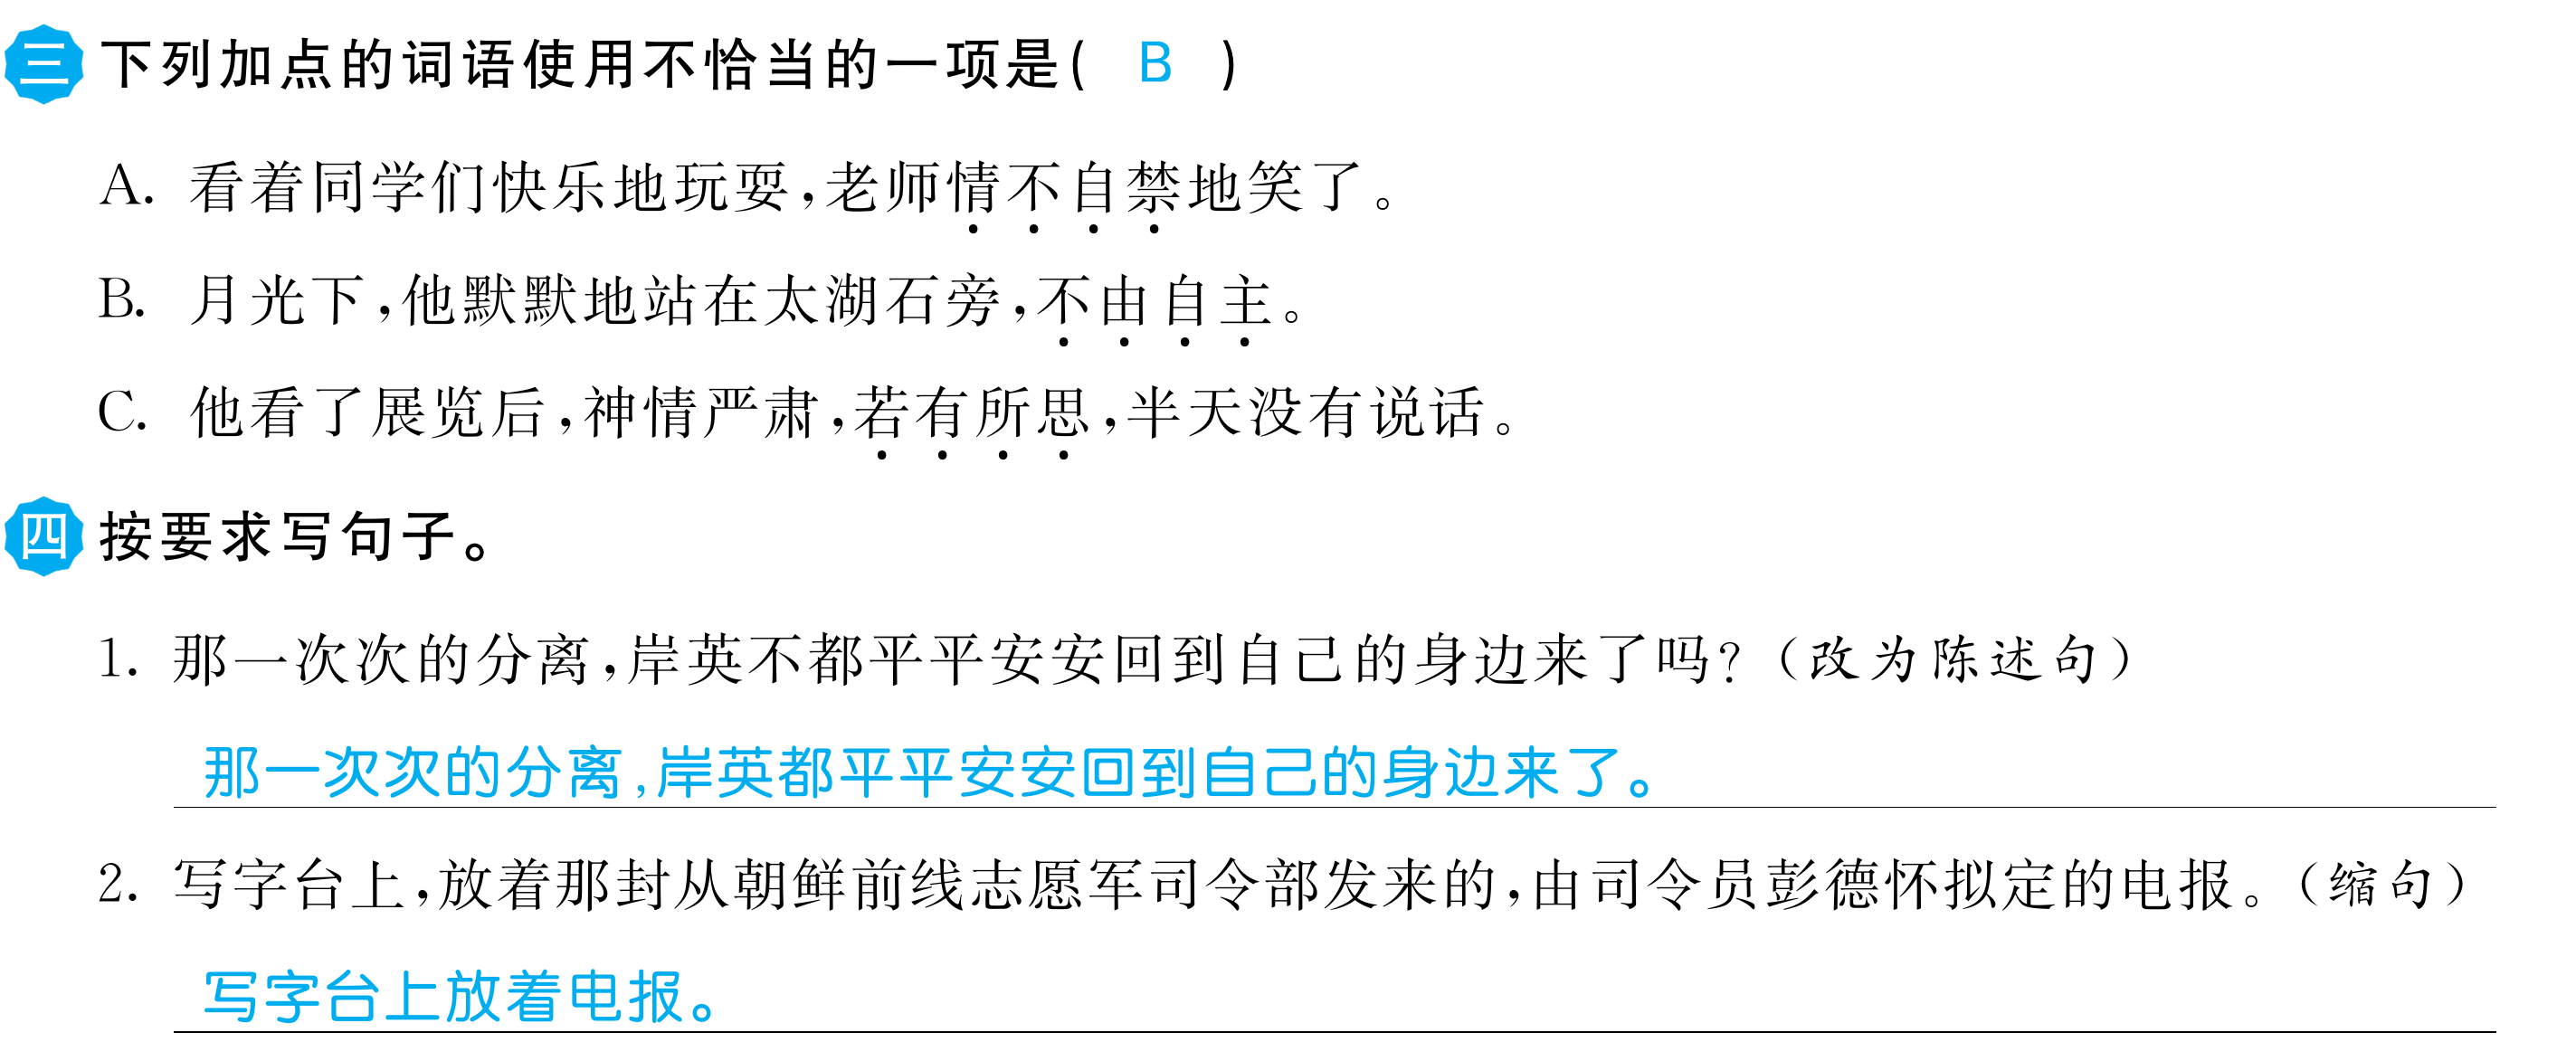 三 下列加点的词语使用不恰当的一项是( B )
A. 看着同学们快乐地玩耍,老师情不自禁地笑了。
B. 月光下,他默默地站在太湖石旁,不由自主。
C. 他看了展览后,神情严肃,若有所思,半天没有说话。
四 按要求写句子。
1. 那一次次的分离,岸英不都平平安安回到自己的身边来了吗?(改为陈述句)
那一次次的分离,岸英都平平安安回到自己的身边来了。
2. 写字台上,放着那封从朝鲜前线志愿军司令部发来的,由司令员彭德怀拟定的电报。(缩句)
写字台上放着电报。